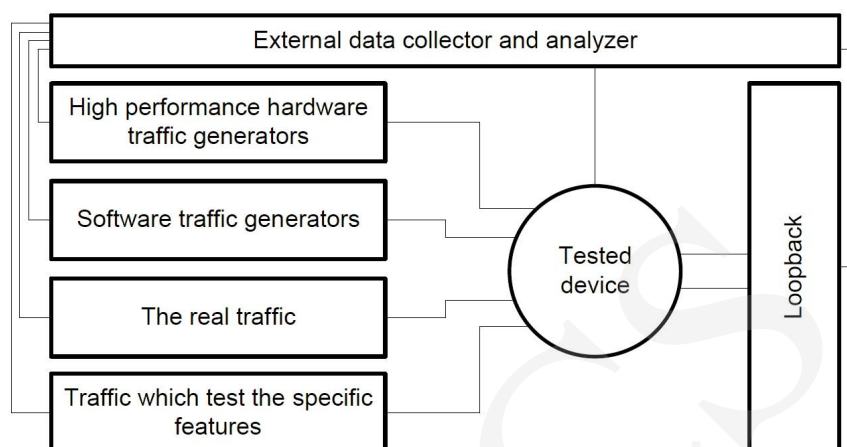 External data collector and analyzer
High performance hardware
traffic generators
Software traffic generators
The real traffic
Traffic which test the specific
features
Tested
device
Loopback